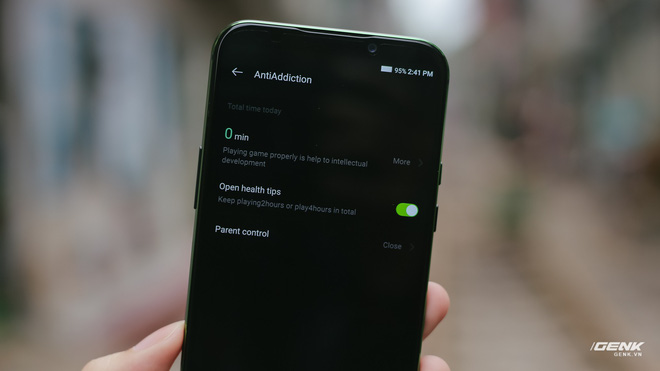 95% 2:41 PM
AntiAddiction
Total time today
0 min
Playing game properly is help to intellectual
development
More
Open health tips
Keep playing2hours or play4hours in total
Parent control
Close
GENK
GENK.VN